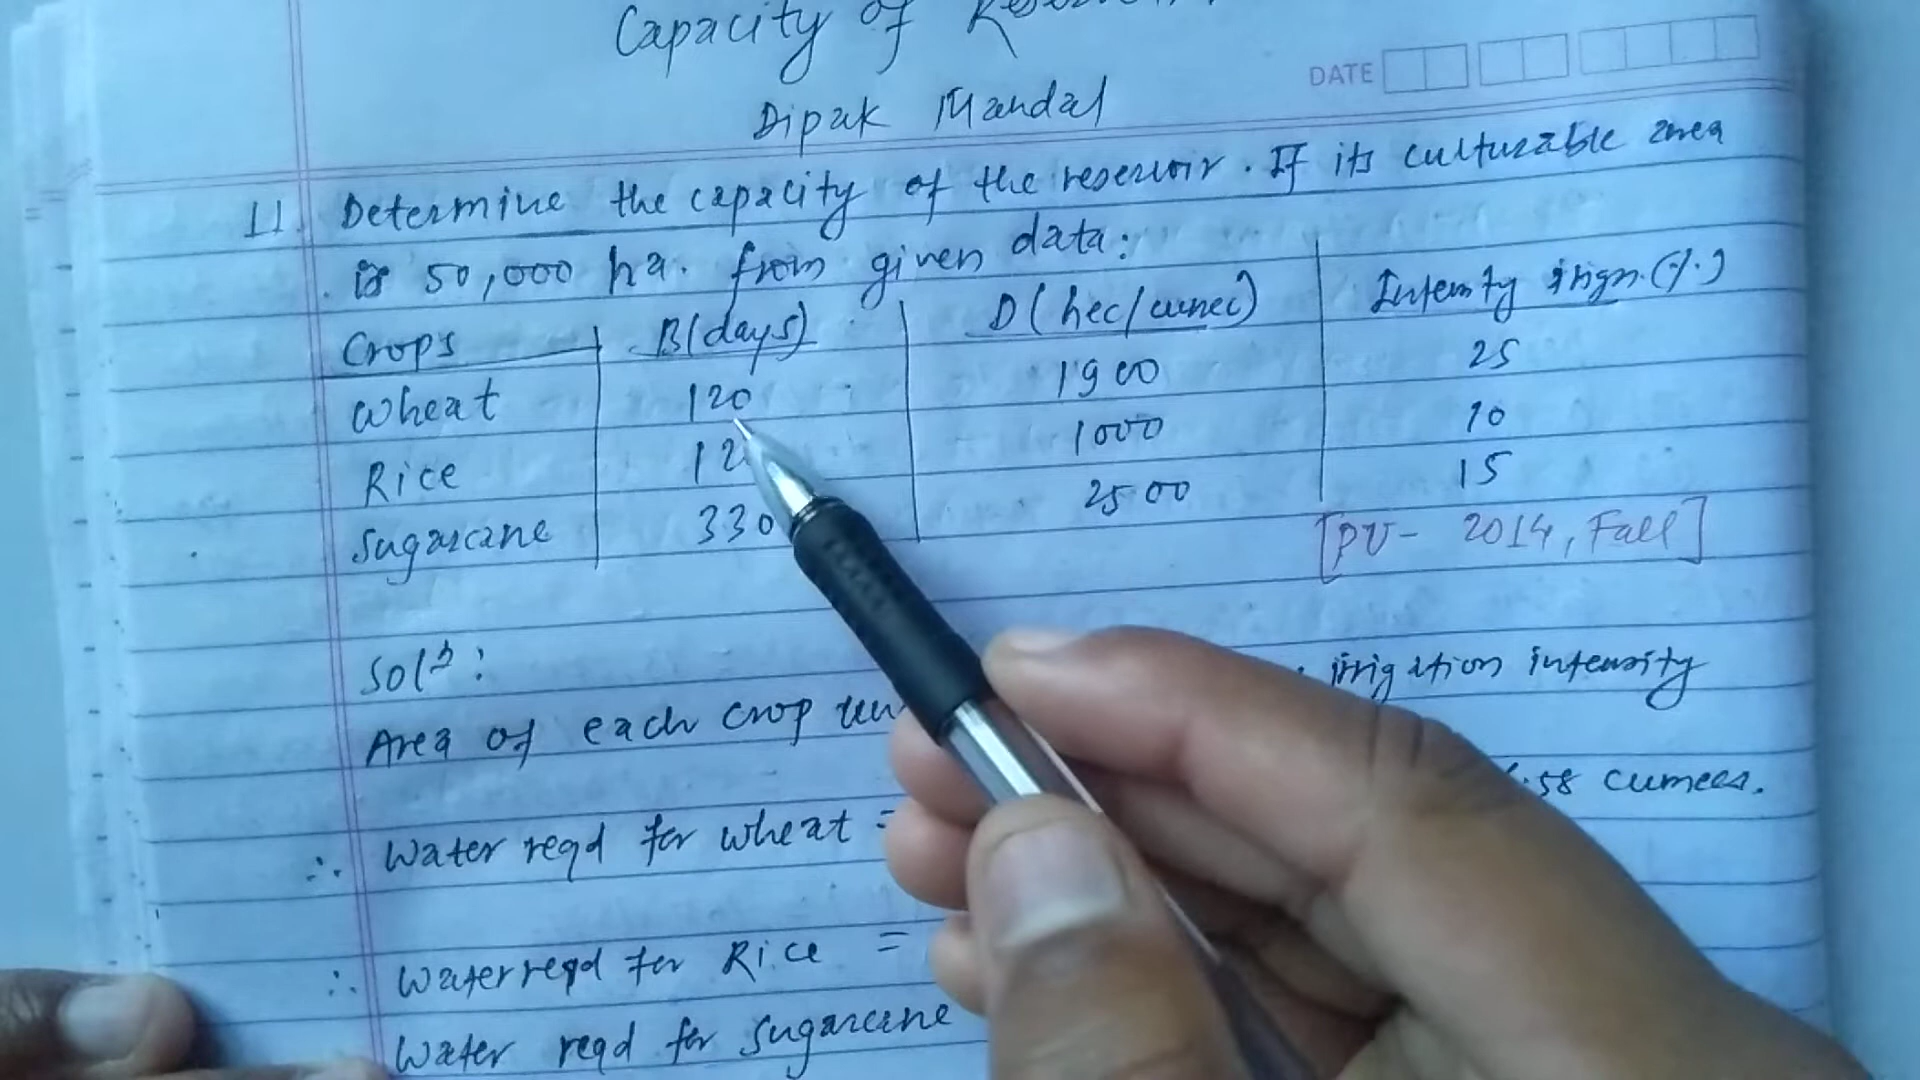 Capacity of
Dipak Mandal
DATE
11. Determine the capacity of the reservoir. If its culturable area
is 50,000 ha. from given data:
Crops B(days) D(hec/cumec) Intensity irign.(%)
Wheat 120 1900 25
Rice 12 1000 10
Sugarcane 330 2500 15
[PU- 2014, Fall]
Solⁿ:
Area of each crop irrigation intensity
∴ Water reqd for wheat = .58 cumecs.
∴ Water reqd for Rice =
Water reqd for sugarcane